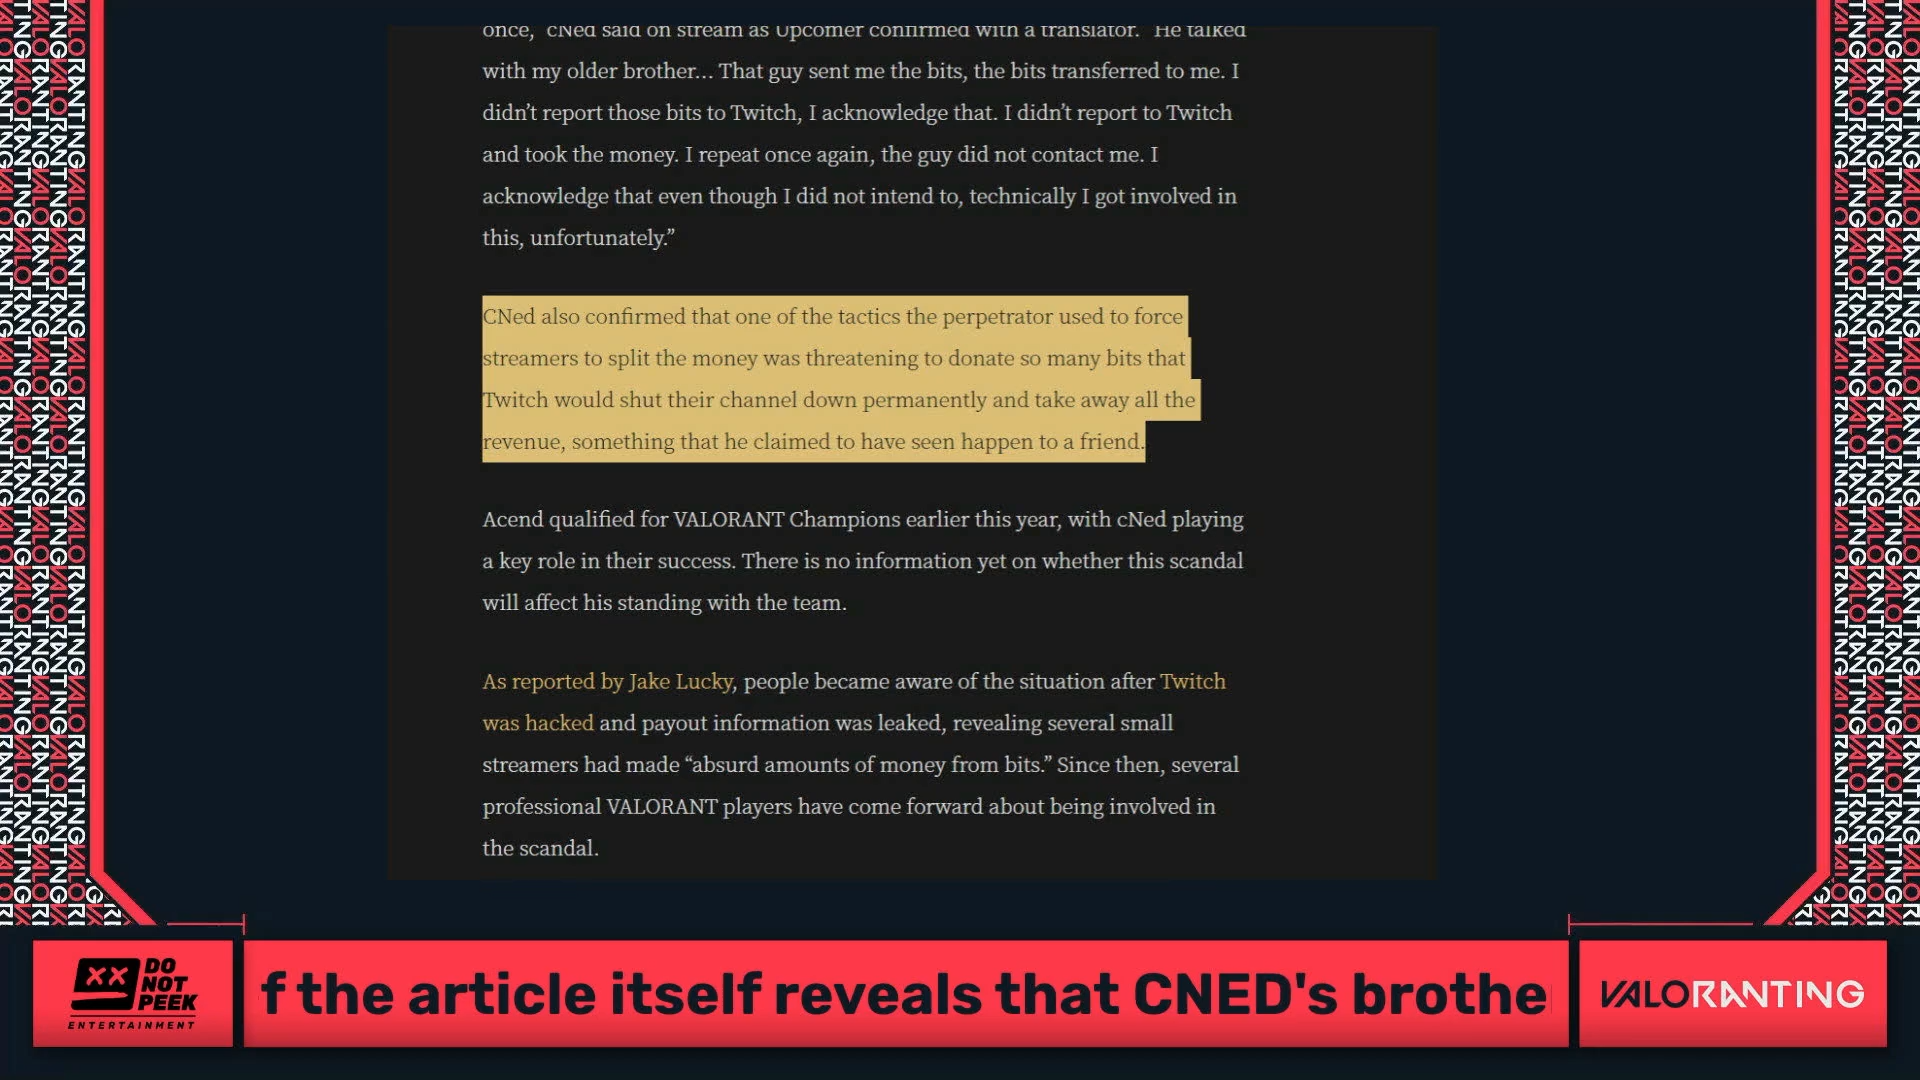 once," cNed said on stream as Upcomer confirmed with a translator. "He talked
with my older brother… That guy sent me the bits, the bits transferred to me. I
didn’t report those bits to Twitch, I acknowledge that. I didn’t report to Twitch
and took the money. I repeat once again, the guy did not contact me. I
acknowledge that even though I did not intend to, technically I got involved in
this, unfortunately.”
CNed also confirmed that one of the tactics the perpetrator used to force
streamers to split the money was threatening to donate so many bits that
Twitch would shut their channel down permanently and take away all the
revenue, something that he claimed to have seen happen to a friend.
Acend qualified for VALORANT Champions earlier this year, with cNed playing
a key role in their success. There is no information yet on whether this scandal
will affect his standing with the team.
As reported by Jake Lucky, people became aware of the situation after Twitch
was hacked and payout information was leaked, revealing several small
streamers had made “absurd amounts of money from bits.” Since then, several
professional VALORANT players have come forward about being involved in
the scandal.
DO
NOT
PEEK
ENTERTAINMENT
f the article itself reveals that CNED's brothe
VALORANTING